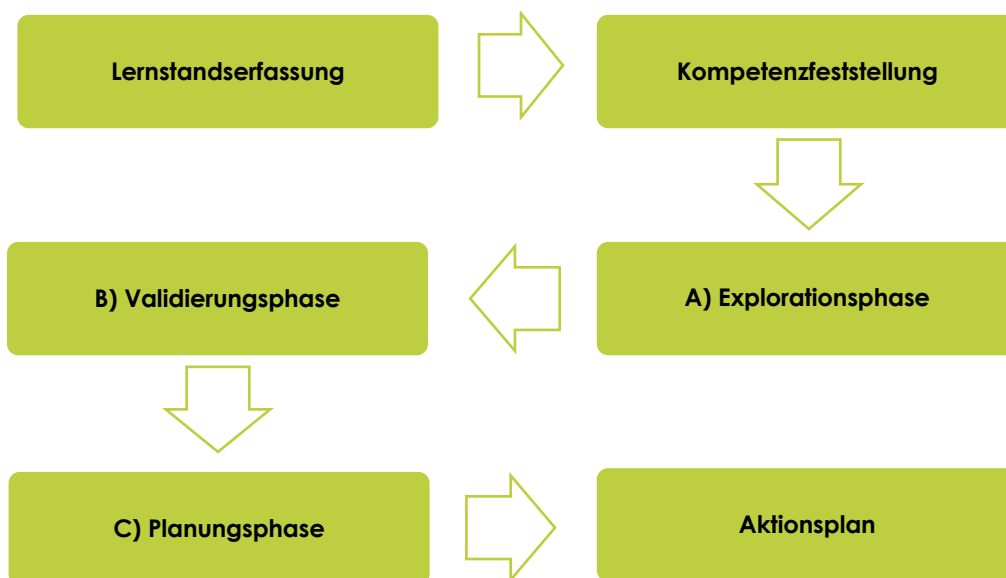 Lernstandserfassung
Kompetenzfeststellung
A) Explorationsphase
B) Validierungsphase
C) Planungsphase
Aktionsplan